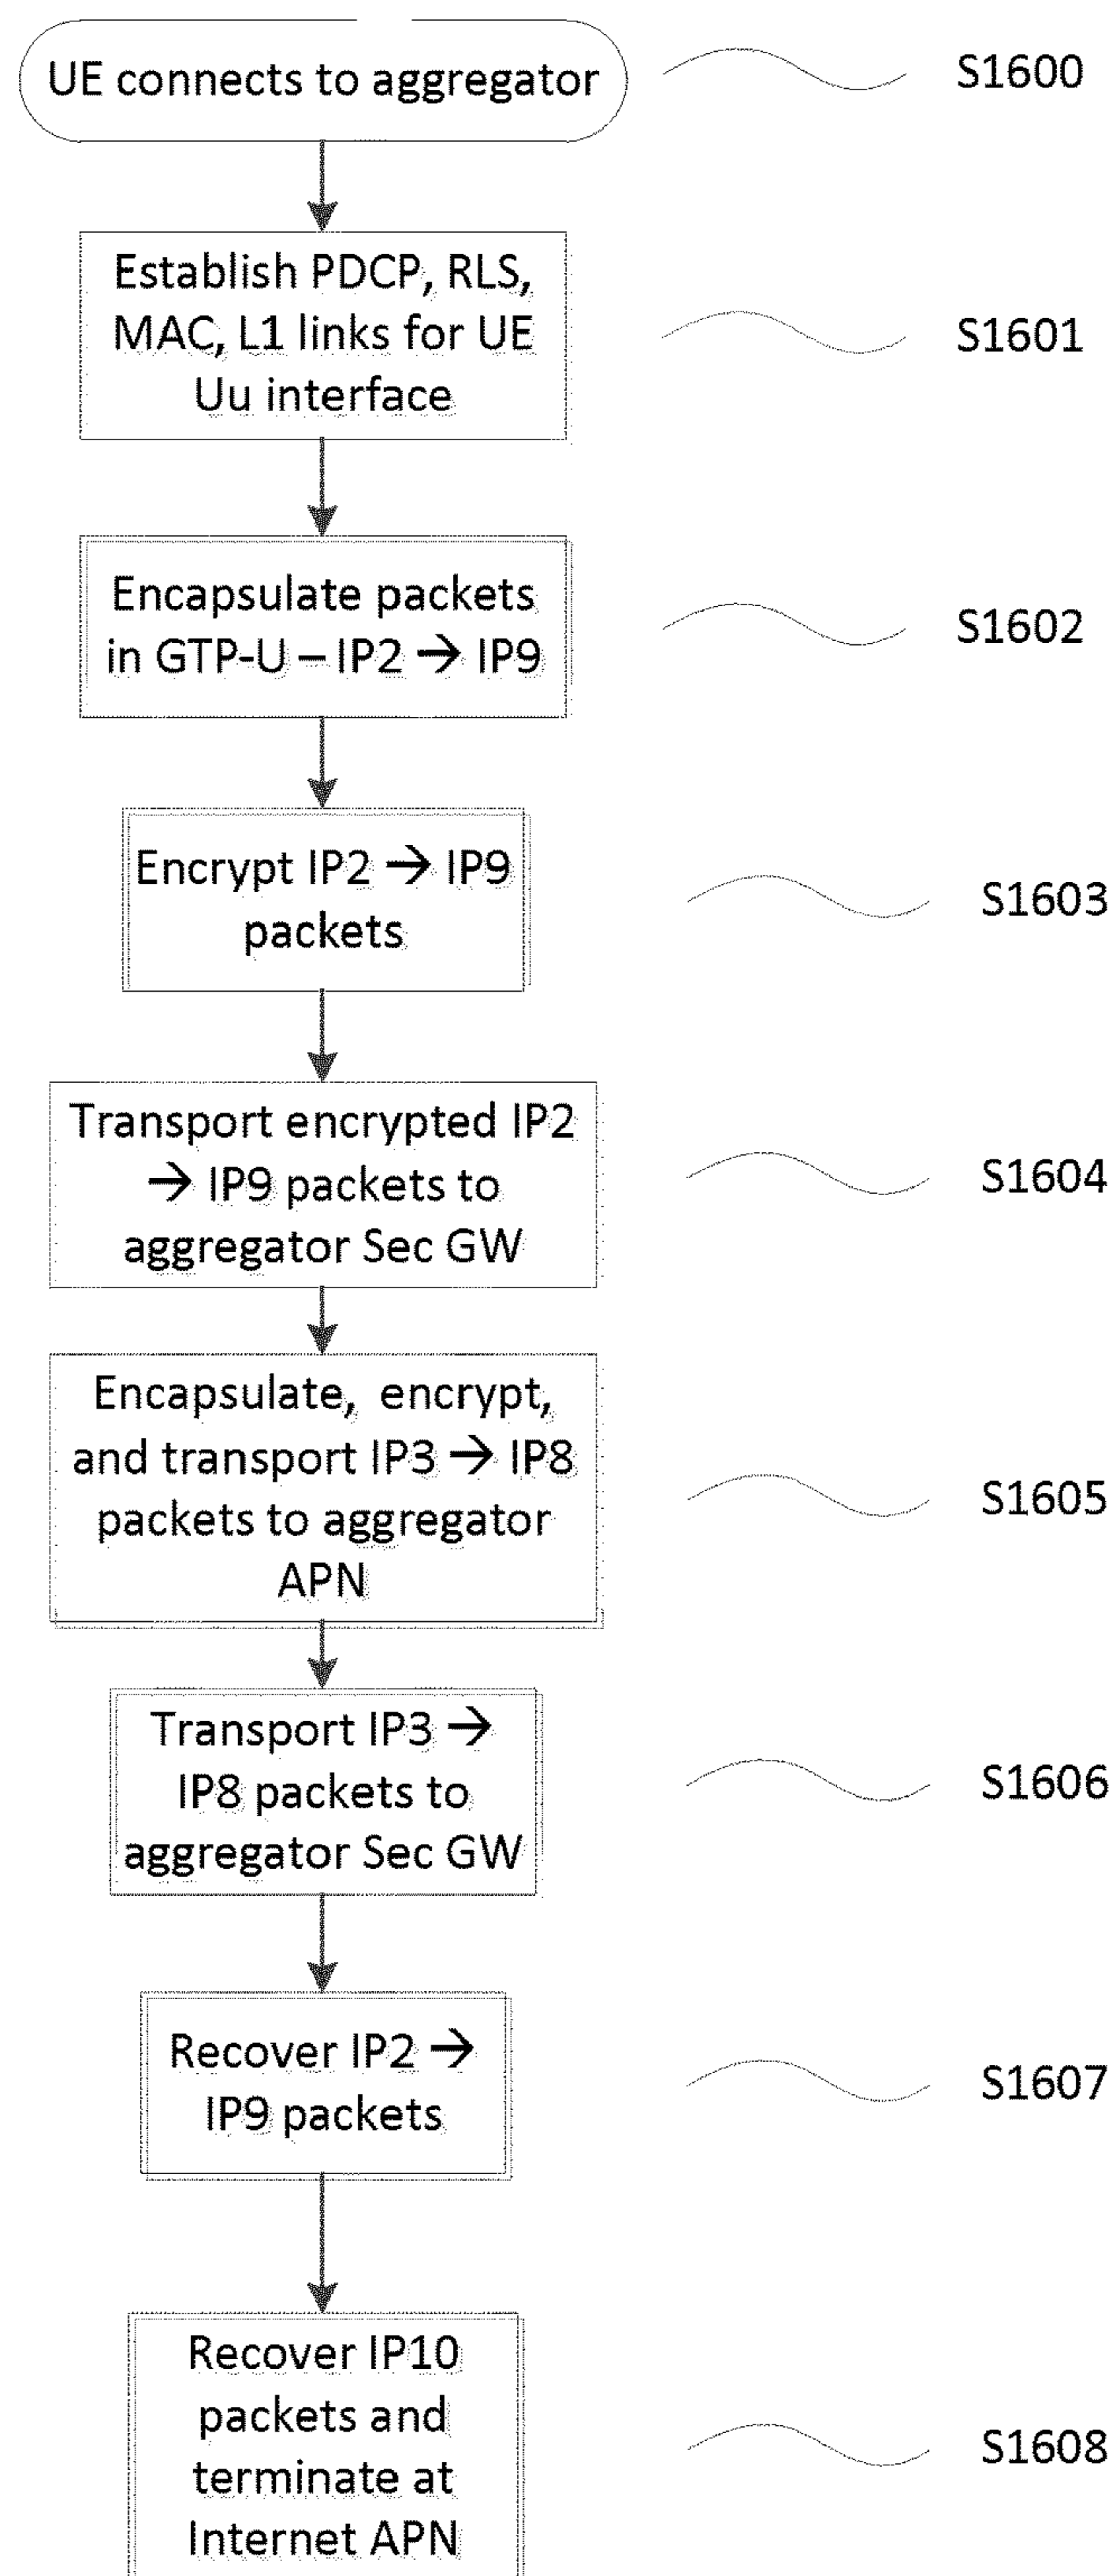 UE connects to aggregator
S1600
Establish PDCP, RLS,
MAC, L1 links for UE
Uu interface
S1601
Encapsulate packets
in GTP-U – IP2 → IP9
S1602
Encrypt IP2 → IP9
packets
S1603
Transport encrypted IP2
→ IP9 packets to
aggregator Sec GW
S1604
Encapsulate, encrypt,
and transport IP3 → IP8
packets to aggregator
APN
S1605
Transport IP3 →
IP8 packets to
aggregator Sec GW
S1606
Recover IP2 →
IP9 packets
S1607
Recover IP10
packets and
terminate at
Internet APN
S1608